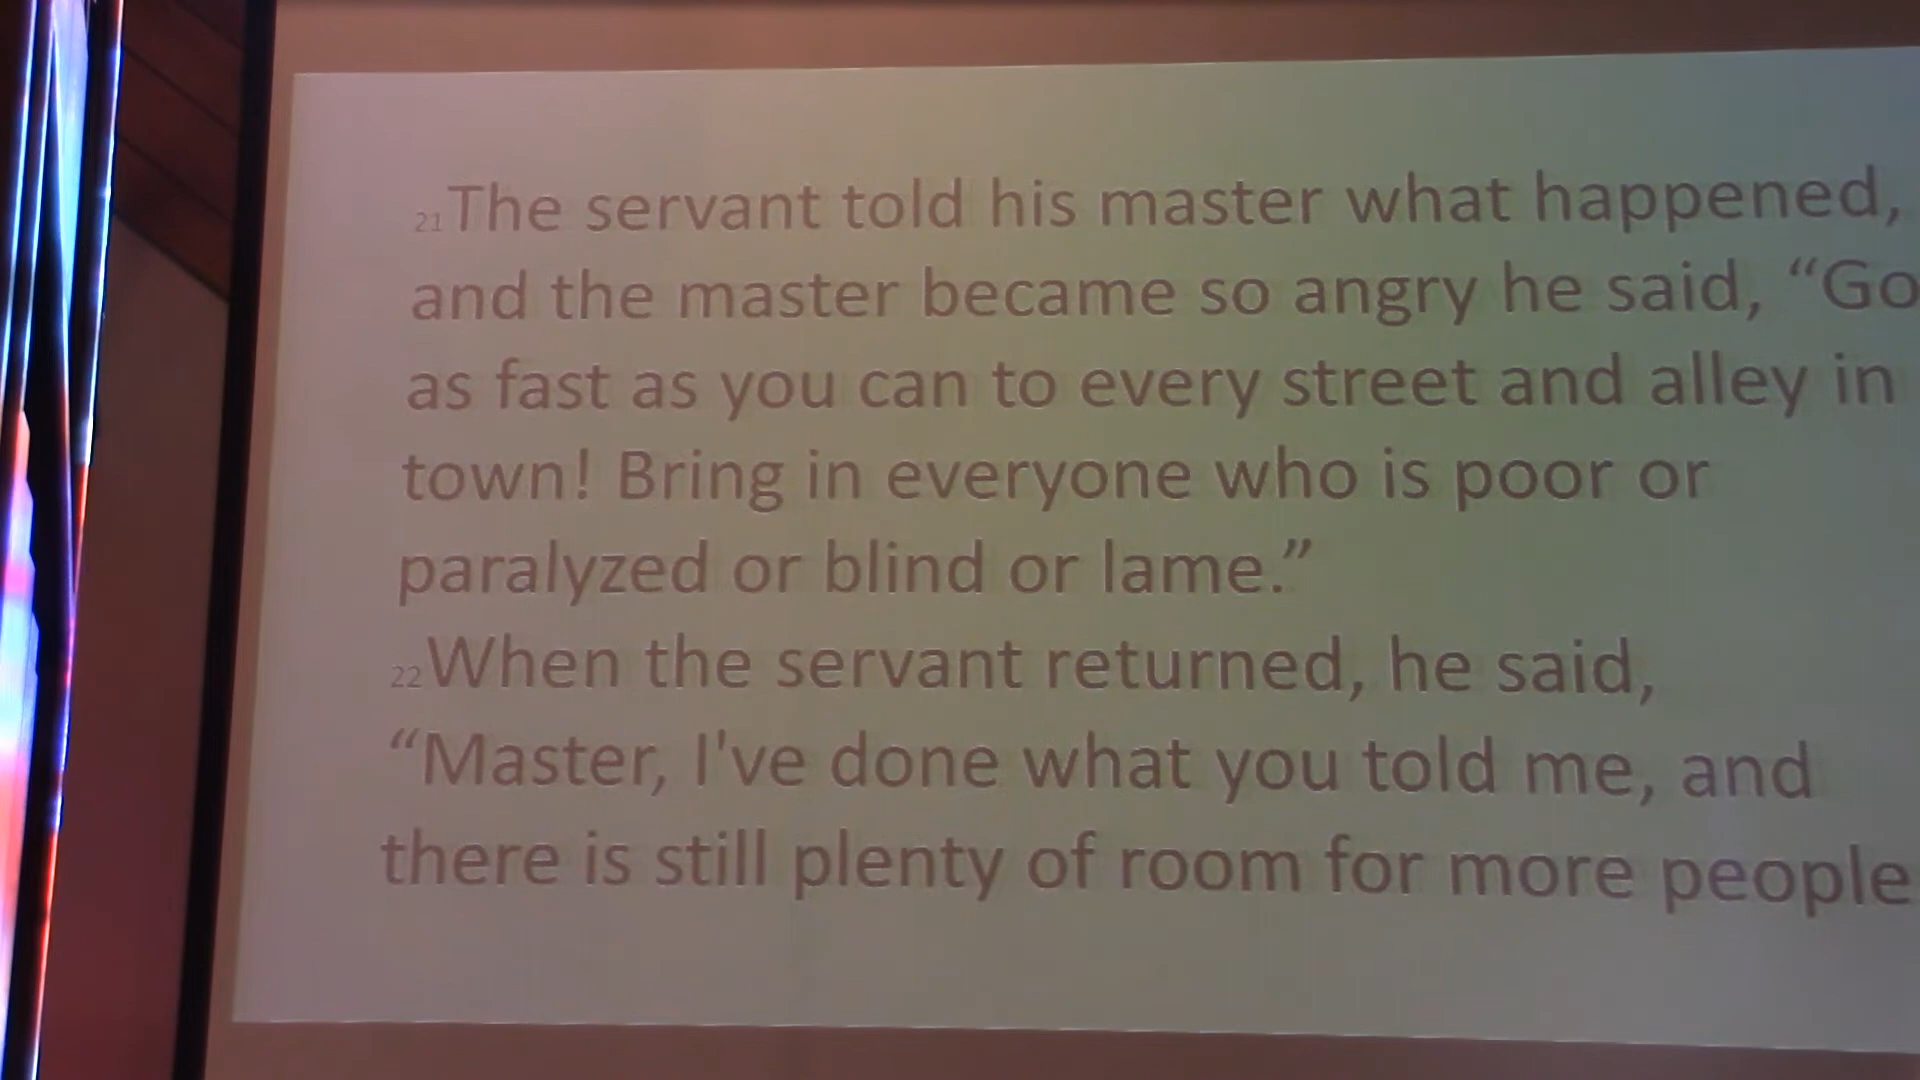 21The servant told his master what happened,
and the master became so angry he said, “Go
as fast as you can to every street and alley in
town! Bring in everyone who is poor or
paralyzed or blind or lame.”
22When the servant returned, he said,
“Master, I've done what you told me, and
there is still plenty of room for more people